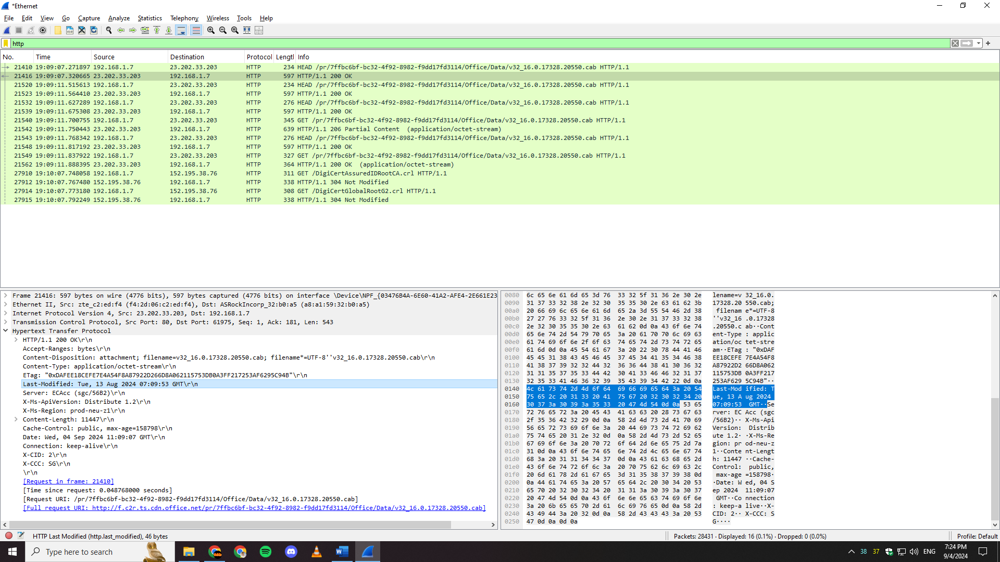 *Ethernet
File Edit View Go Capture Analyze Statistics Telephony Wireless Tools Help
http
No. Time Source Destination Protocol Lengtl Info
21410 19:09:07.271897 192.168.1.7 23.202.33.203 HTTP 234 HEAD /pr/7ffbc6bf-bc32-4f92-8982-f9dd17fd3114/Office/Data/v32_16.0.17328.20550.cab HTTP/1.1
21416 19:09:07.320665 23.202.33.203 192.168.1.7 HTTP 597 HTTP/1.1 200 OK
21520 19:09:11.515613 192.168.1.7 23.202.33.203 HTTP 234 HEAD /pr/7ffbc6bf-bc32-4f92-8982-f9dd17fd3114/Office/Data/v32_16.0.17328.20550.cab HTTP/1.1
21523 19:09:11.564410 23.202.33.203 192.168.1.7 HTTP 597 HTTP/1.1 200 OK
21532 19:09:11.627289 192.168.1.7 23.202.33.203 HTTP 276 HEAD /pr/7ffbc6bf-bc32-4f92-8982-f9dd17fd3114/Office/Data/v32_16.0.17328.20550.cab HTTP/1.1
21539 19:09:11.675308 23.202.33.203 192.168.1.7 HTTP 597 HTTP/1.1 200 OK
21540 19:09:11.700755 192.168.1.7 23.202.33.203 HTTP 345 GET /pr/7ffbc6bf-bc32-4f92-8982-f9dd17fd3114/Office/Data/v32_16.0.17328.20550.cab HTTP/1.1
21542 19:09:11.750443 23.202.33.203 192.168.1.7 HTTP 639 HTTP/1.1 206 Partial Content (application/octet-stream)
21543 19:09:11.768342 192.168.1.7 23.202.33.203 HTTP 276 HEAD /pr/7ffbc6bf-bc32-4f92-8982-f9dd17fd3114/Office/Data/v32_16.0.17328.20550.cab HTTP/1.1
21548 19:09:11.817192 23.202.33.203 192.168.1.7 HTTP 597 HTTP/1.1 200 OK
21549 19:09:11.837922 192.168.1.7 23.202.33.203 HTTP 327 GET /pr/7ffbc6bf-bc32-4f92-8982-f9dd17fd3114/Office/Data/v32_16.0.17328.20550.cab HTTP/1.1
21562 19:09:11.888395 23.202.33.203 192.168.1.7 HTTP 364 HTTP/1.1 200 OK (application/octet-stream)
27910 19:10:07.748058 192.168.1.7 152.195.38.76 HTTP 311 GET /DigiCertAssuredIDRootCA.crl HTTP/1.1
27912 19:10:07.767480 152.195.38.76 192.168.1.7 HTTP 338 HTTP/1.1 304 Not Modified
27914 19:10:07.773180 192.168.1.7 152.195.38.76 HTTP 308 GET /DigiCertGlobalRootG2.crl HTTP/1.1
27915 19:10:07.792249 152.195.38.76 192.168.1.7 HTTP 338 HTTP/1.1 304 Not Modified
Frame 21416: 597 bytes on wire (4776 bits), 597 bytes captured (4776 bits) on interface \Device\NPF_{03476B4A-6E60-41A2-AFE4-2E661E23
Ethernet II, Src: zte_c2:ed:f4 (f4:2d:06:c2:ed:f4), Dst: ASRockIncorp_32:b0:a5 (a8:a1:59:32:b0:a5)
Internet Protocol Version 4, Src: 23.202.33.203, Dst: 192.168.1.7
Transmission Control Protocol, Src Port: 80, Dst Port: 61975, Seq: 1, Ack: 181, Len: 543
Hypertext Transfer Protocol
HTTP/1.1 200 OK\r\n
Accept-Ranges: bytes\r\n
Content-Disposition: attachment; filename=v32_16.0.17328.20550.cab; filename*=UTF-8''v32_16.0.17328.20550.cab\r\n
Content-Type: application/octet-stream\r\n
ETag: "0xDAFEE18CEFE7E4A54F8A87922D266D8A062115753DB0A3FF217253AF6295C94B"\r\n
Last-Modified: Tue, 13 Aug 2024 07:09:53 GMT\r\n
Server: ECAcc (sgc/56B2)\r\n
X-Ms-ApiVersion: Distribute 1.2\r\n
X-Ms-Region: prod-neu-z1\r\n
Content-Length: 11447\r\n
Cache-Control: public, max-age=158798\r\n
Date: Wed, 04 Sep 2024 11:09:07 GMT\r\n
Connection: keep-alive\r\n
X-CID: 2\r\n
X-CCC: SG\r\n
\r\n
[Request in frame: 21410]
[Time since request: 0.048768000 seconds]
[Request URI: /pr/7ffbc6bf-bc32-4f92-8982-f9dd17fd3114/Office/Data/v32_16.0.17328.20550.cab]
[Full request URI: http://f.c2r.ts.cdn.office.net/pr/7ffbc6bf-bc32-4f92-8982-f9dd17fd3114/Office/Data/v32_16.0.17328.20550.cab]
0080 6c 65 6e 61 6d 65 3d 76 33 32 5f 31 36 2e 30 2e lename=v 32_16.0.
0090 31 37 33 32 38 2e 32 30 35 35 30 2e 63 61 62 3b 17328.20 550.cab;
00a0 20 66 69 6c 65 6e 61 6d 65 2a 3d 55 54 46 2d 38 filenam e*=UTF-8
00b0 27 27 76 33 32 5f 31 36 2e 30 2e 31 37 33 32 38 ''v32_16 .0.17328
00c0 2e 32 30 35 35 30 2e 63 61 62 0d 0a 43 6f 6e 74 .20550.c ab··Cont
00d0 65 6e 74 2d 54 79 70 65 3a 20 61 70 70 6c 69 63 ent-Type : applic
00e0 61 74 69 6f 6e 2f 6f 63 74 65 74 2d 73 74 72 65 ation/oc tet-stre
00f0 61 6d 0d 0a 45 54 61 67 3a 20 22 30 78 44 41 46 am··ETag : "0xDAF
0100 45 45 31 38 43 45 46 45 37 45 34 41 35 34 46 38 EE18CEFE 7E4A54F8
0110 41 38 37 39 32 32 44 32 36 36 44 38 41 30 36 32 A87922D2 66D8A062
0120 31 31 35 37 35 33 44 42 30 41 33 46 46 32 31 37 115753DB 0A3FF217
0130 32 35 33 41 46 36 32 39 35 43 39 34 42 22 0d 0a 253AF629 5C94B"··
0140 4c 61 73 74 2d 4d 6f 64 69 66 69 65 64 3a 20 54 Last-Mod ified: T
0150 75 65 2c 20 31 33 20 41 75 67 20 32 30 32 34 20 ue, 13 A ug 2024
0160 30 37 3a 30 39 3a 35 33 20 47 4d 54 0d 0a 53 65 07:09:53 GMT··Se
0170 72 76 65 72 3a 20 45 43 41 63 63 20 28 73 67 63 rver: EC Acc (sgc
0180 2f 35 36 42 32 29 0d 0a 58 2d 4d 73 2d 41 70 69 /56B2)·· X-Ms-Api
0190 56 65 72 73 69 6f 6e 3a 20 44 69 73 74 72 69 62 Version: Distrib
01a0 75 74 65 20 31 2e 32 0d 0a 58 2d 4d 73 2d 52 65 ute 1.2· ·X-Ms-Re
01b0 67 69 6f 6e 3a 20 70 72 6f 64 2d 6e 65 75 2d 7a gion: pr od-neu-z
01c0 31 0d 0a 43 6f 6e 74 65 6e 74 2d 4c 65 6e 67 74 1··Conte nt-Lengt
01d0 68 3a 20 31 31 34 34 37 0d 0a 43 61 63 68 65 2d h: 11447 ··Cache-
01e0 43 6f 6e 74 72 6f 6c 3a 20 70 75 62 6c 69 63 2c Control: public,
01f0 20 6d 61 78 2d 61 67 65 3d 31 35 38 37 39 38 0d max-age =158798·
0200 0a 44 61 74 65 3a 20 57 65 64 2c 20 30 34 20 53 ·Date: W ed, 04 S
0210 65 70 20 32 30 32 34 20 31 31 3a 30 39 3a 30 37 ep 2024 11:09:07
0220 20 47 4d 54 0d 0a 43 6f 6e 6e 65 63 74 69 6f 6e GMT··Co nnection
0230 3a 20 6b 65 65 70 2d 61 6c 69 76 65 0d 0a 58 2d : keep-a live··X-
0240 43 49 44 3a 20 32 0d 0a 58 2d 43 43 43 3a 20 53 CID: 2·· X-CCC: S
0250 47 0d 0a 0d 0a G····
HTTP Last Modified (http.last_modified), 46 bytes
Packets: 28431 · Displayed: 16 (0.1%) · Dropped: 0 (0.0%)
Profile: Default
Type here to search
38 37 ENG
7:24 PM
9/4/2024